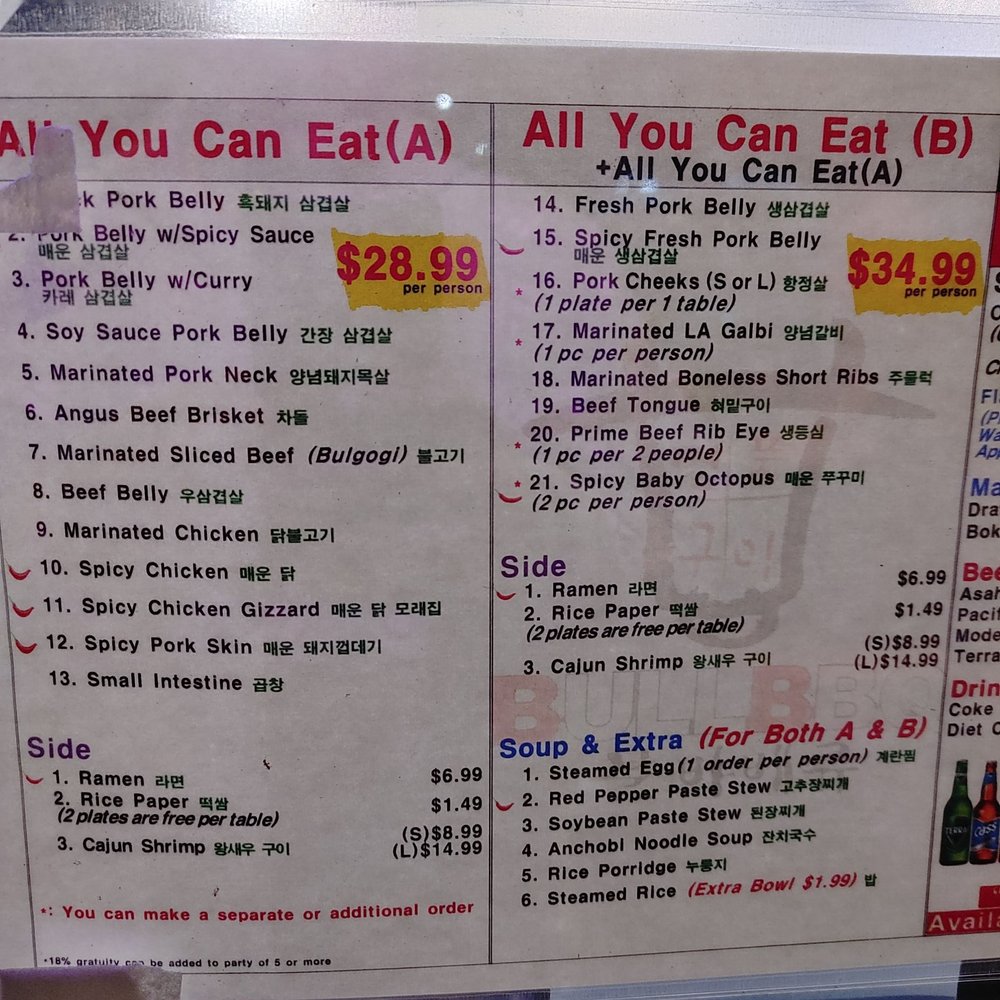 All You Can Eat(A)
k Pork Belly 흑돼지 삼겹살
2. Pork Belly w/Spicy Sauce
매운 삼겹살
3. Pork Belly w/Curry
카레 삼겹살
$28.99
per person
4. Soy Sauce Pork Belly 간장 삼겹살
5. Marinated Pork Neck 양념돼지목살
6. Angus Beef Brisket 차돌
7. Marinated Sliced Beef (Bulgogi) 불고기
8. Beef Belly 우삼겹살
9. Marinated Chicken 닭불고기
10. Spicy Chicken 매운 닭
11. Spicy Chicken Gizzard 매운 닭 모래집
12. Spicy Pork Skin 매운 돼지껍데기
13. Small Intestine 곱창
Side
1. Ramen 라면 $6.99
2. Rice Paper 떡쌈 $1.49
(2 plates are free per table)
3. Cajun Shrimp 왕새우 구이 (S)$8.99
(L)$14.99
*: You can make a separate or additional order
*18% gratuity can be added to party of 5 or more
All You Can Eat (B)
+All You Can Eat(A)
14. Fresh Pork Belly 생삼겹살
15. Spicy Fresh Pork Belly
매운 생삼겹살
$34.99
per person
* 16. Pork Cheeks (S or L) 항정살
(1 plate per 1 table)
* 17. Marinated LA Galbi 양념갈비
(1 pc per person)
18. Marinated Boneless Short Ribs 주물럭
19. Beef Tongue 혀밑구이
* 20. Prime Beef Rib Eye 생등심
(1 pc per 2 people)
* 21. Spicy Baby Octopus 매운 쭈꾸미
(2 pc per person)
Side
1. Ramen 라면 $6.99
2. Rice Paper 떡쌈 $1.49
(2 plates are free per table)
3. Cajun Shrimp 왕새우 구이 (S)$8.99
(L)$14.99
BULL BBQ
Soup & Extra (For Both A & B)
1. Steamed Egg (1 order per person) 계란찜
2. Red Pepper Paste Stew 고추장찌개
3. Soybean Paste Stew 된장찌개
4. Anchobi Noodle Soup 잔치국수
5. Rice Porridge 누룽지
6. Steamed Rice (Extra Bowl $1.99) 밥
Ma
Dra
Bok
Bee
Asah
Pacif
Mode
Terra
Drin
Coke
Diet C
TERRA
Cass
Availa